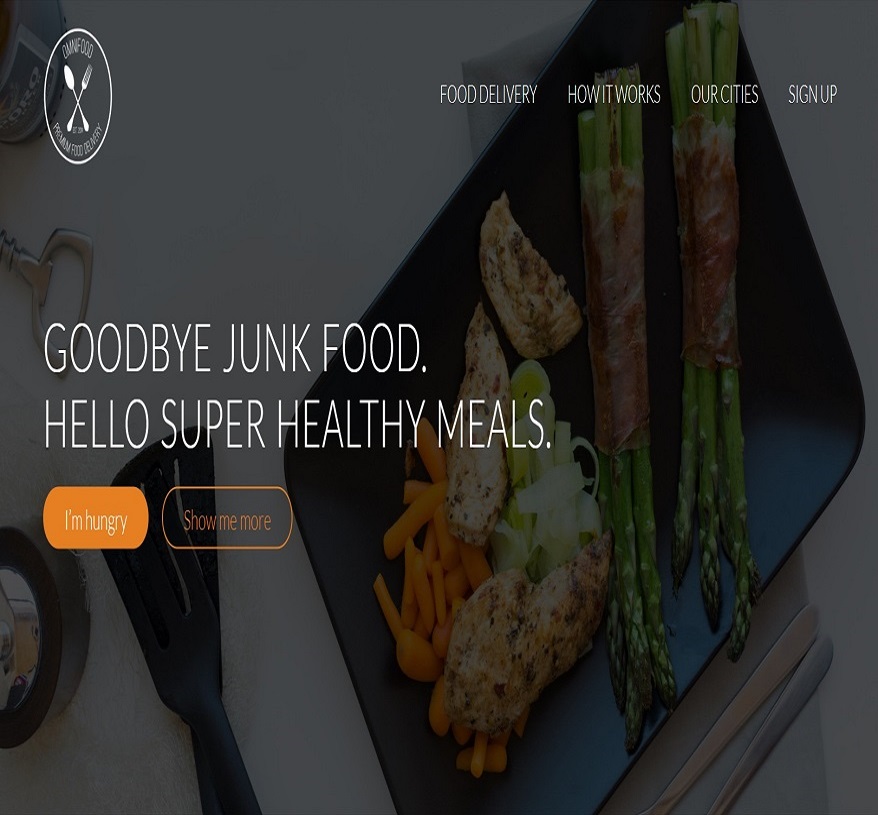 OMNIFOOD
EST. 2014
PREMIUM FOOD DELIVERY
FOOD DELIVERY HOW IT WORKS OUR CITIES SIGN UP
GOODBYE JUNK FOOD.
HELLO SUPER HEALTHY MEALS.
I'm hungry Show me more